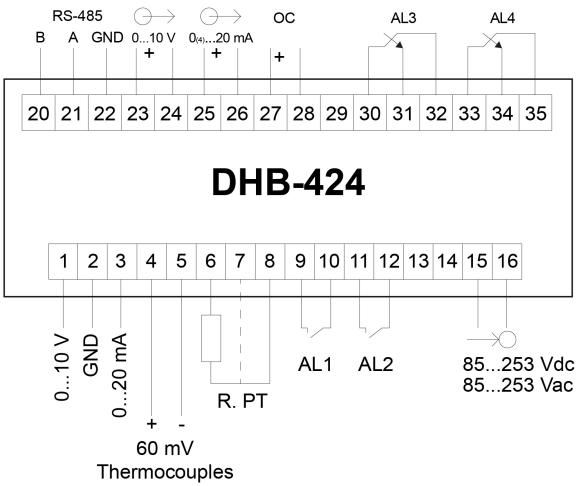 RS-485 OC AL3 AL4
B A GND 0...10 V 0(4)...20 mA
+ + +
20 21 22 23 24 25 26 27 28 29 30 31 32 33 34 35
DHB-424
1 2 3 4 5 6 7 8 9 10 11 12 13 14 15 16
0...10 V
GND
0...20 mA
+ -
60 mV
Thermocouples
R. PT
AL1 AL2
85...253 Vdc
85...253 Vac